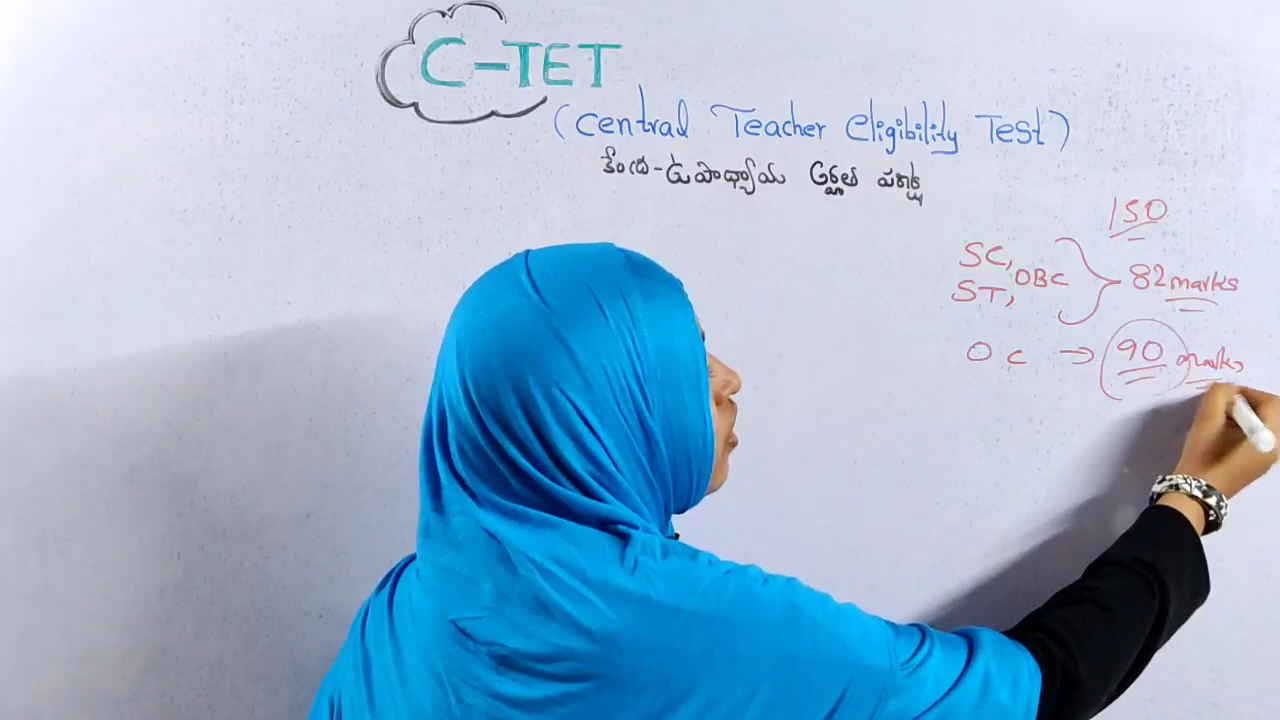 C-TET
(Central Teacher Eligibility Test)
కేంద్ర-ఉపాధ్యాయ అర్హత పరీక్ష
150
SC, ST, OBC } 82 marks
OC → 90 marks